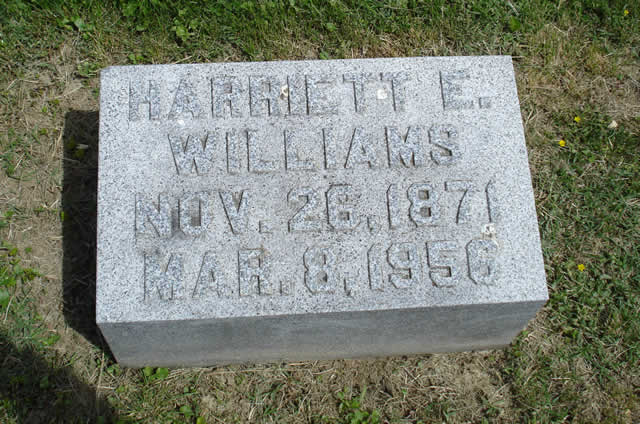 HARRIETT E.
WILLIAMS
NOV. 26, 1871
MAR. 8, 1956